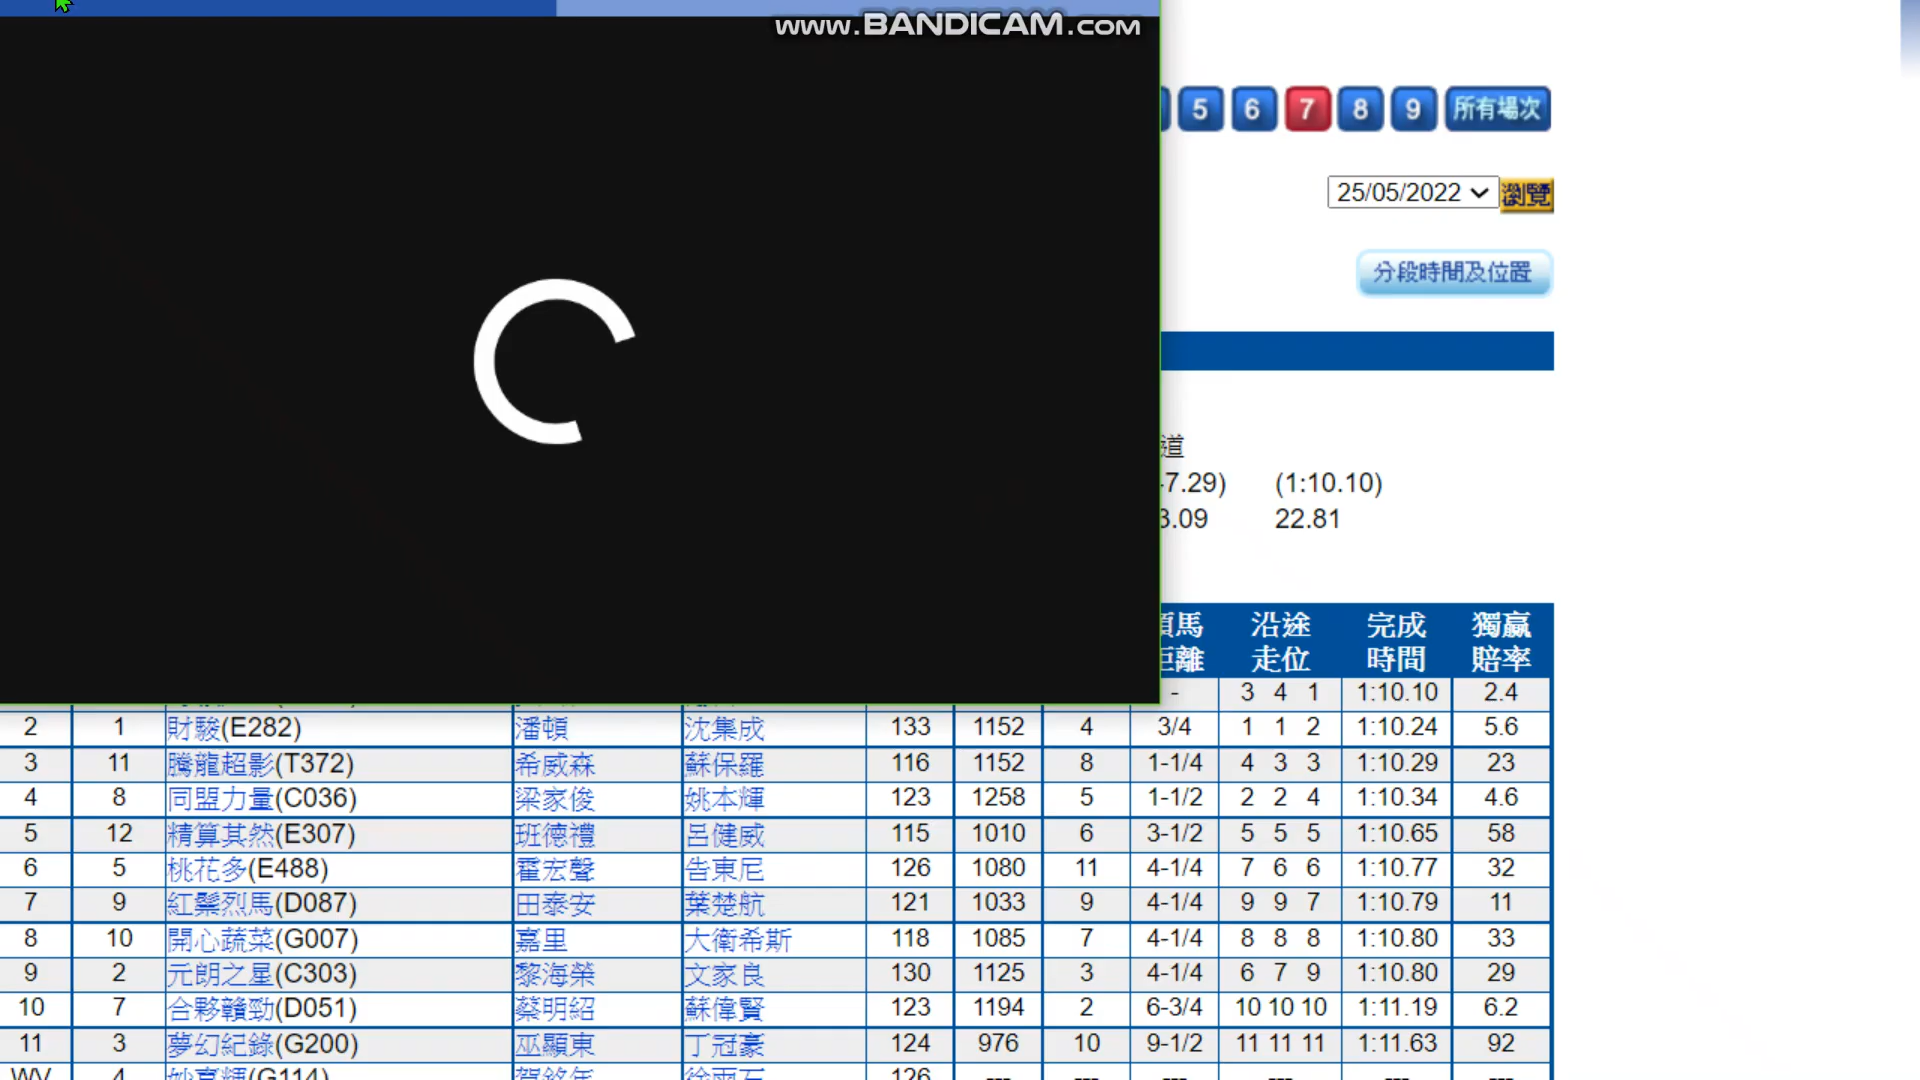 www.BANDICAM.com
5 6 7 8 9 所有場次
25/05/2022 瀏覽
分段時間及位置
道
7.29) (1:10.10)
3.09 22.81
馬 沿途 完成 獨贏
距離 走位 時間 賠率
- 3 4 1 1:10.10 2.4
2 1 財駿(E282) 潘頓 沈集成 133 1152 4 3/4 1 1 2 1:10.24 5.6
3 11 騰龍超影(T372) 希威森 蘇保羅 116 1152 8 1-1/4 4 3 3 1:10.29 23
4 8 同盟力量(C036) 梁家俊 姚本輝 123 1258 5 1-1/2 2 2 4 1:10.34 4.6
5 12 精算其然(E307) 班德禮 呂健威 115 1010 6 3-1/2 5 5 5 1:10.65 58
6 5 桃花多(E488) 霍宏聲 告東尼 126 1080 11 4-1/4 7 6 6 1:10.77 32
7 9 紅鬃烈馬(D087) 田泰安 葉楚航 121 1033 9 4-1/4 9 9 7 1:10.79 11
8 10 開心蔬菜(G007) 嘉里 大衛希斯 118 1085 7 4-1/4 8 8 8 1:10.80 33
9 2 元朗之星(C303) 黎海榮 文家良 130 1125 3 4-1/4 6 7 9 1:10.80 29
10 7 合夥贛勁(D051) 蔡明紹 蘇偉賢 123 1194 2 6-3/4 10 10 10 1:11.19 6.2
11 3 夢幻紀錄(G200) 巫顯東 丁冠豪 124 976 10 9-1/2 11 11 11 1:11.63 92
WV 4 (G114) 126 --- --- --- --- --- ---